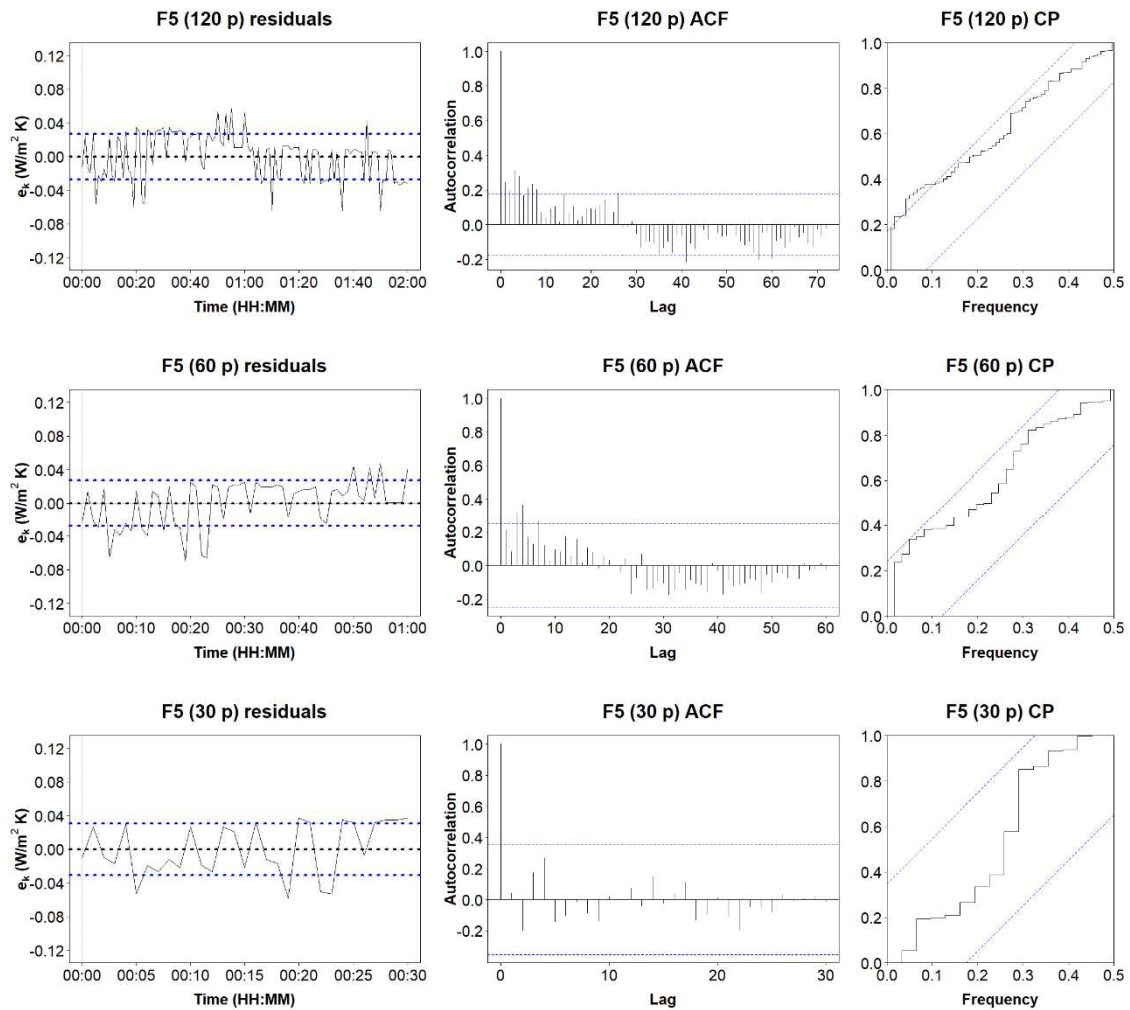 F5 (120 p) residuals F5 (120 p) ACF F5 (120 p) CP
0.12
0.08
0.04
0.00
-0.04
-0.08
-0.12
e_k (W/m² K)
00:00 00:20 00:40 01:00 01:20 01:40 02:00
Time (HH:MM)
1.0
0.8
0.6
0.4
0.2
0.0
-0.2
Autocorrelation
0 10 20 30 40 50 60 70
Lag
1.0
0.8
0.6
0.4
0.2
0.0
0.0 0.1 0.2 0.3 0.4 0.5
Frequency
F5 (60 p) residuals F5 (60 p) ACF F5 (60 p) CP
0.12
0.08
0.04
0.00
-0.04
-0.08
-0.12
e_k (W/m² K)
00:00 00:10 00:20 00:40 00:50 01:00
Time (HH:MM)
1.0
0.8
0.6
0.4
0.2
0.0
-0.2
Autocorrelation
0 10 20 30 40 50 60
Lag
1.0
0.8
0.6
0.4
0.2
0.0
0.0 0.1 0.2 0.3 0.4 0.5
Frequency
F5 (30 p) residuals F5 (30 p) ACF F5 (30 p) CP
0.12
0.08
0.04
0.00
-0.04
-0.08
-0.12
e_k (W/m² K)
00:00 00:05 00:10 00:15 00:20 00:25 00:30
Time (HH:MM)
1.0
0.8
0.6
0.4
0.2
0.0
-0.2
Autocorrelation
0 10 20 30
Lag
1.0
0.8
0.6
0.4
0.2
0.0
0.0 0.1 0.2 0.3 0.4 0.5
Frequency